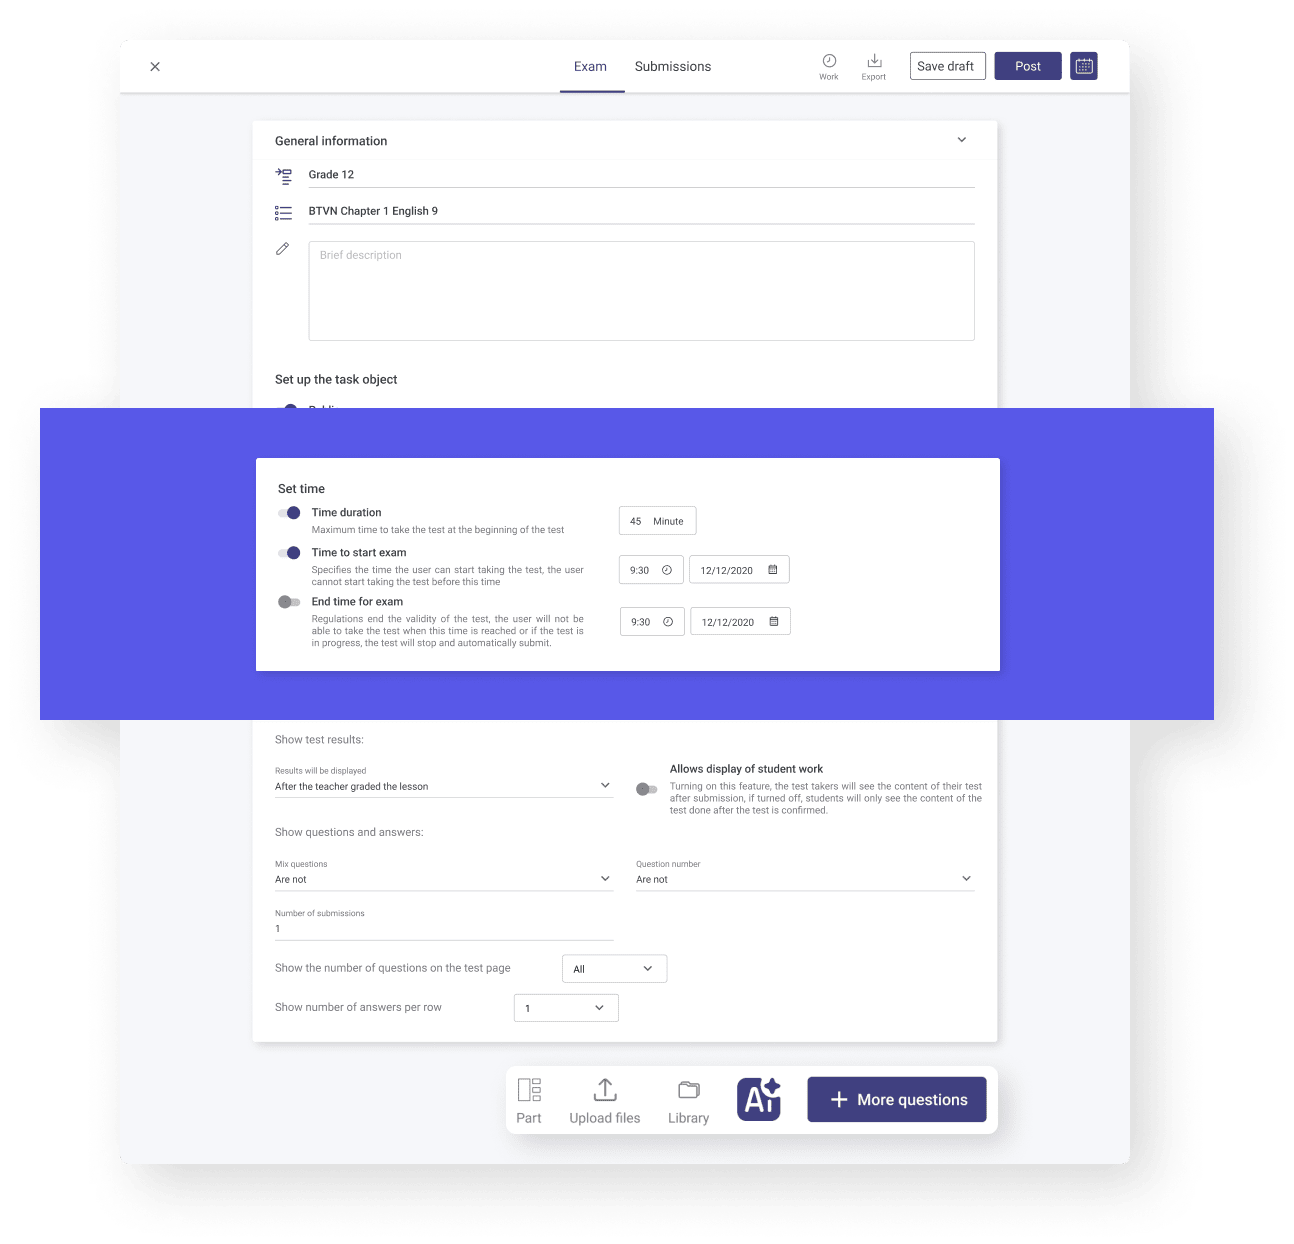 Exam
Submissions
Work
Export
Save draft
Post
General information
Grade 12
BTVN Chapter 1 English 9
Brief description
Set up the task object
Set time
Time duration
Maximum time to take the test at the beginning of the test
45 Minute
Time to start exam
Specifies the time the user can start taking the test, the user
cannot start taking the test before this time
9:30
12/12/2020
End time for exam
Regulations end the validity of the test, the user will not be
able to take the test when this time is reached or if the test is
in progress, the test will stop and automatically submit.
9:30
12/12/2020
Show test results:
Results will be displayed
After the teacher graded the lesson
Allows display of student work
Turning on this feature, the test takers will see the content of their test
after submission, if turned off, students will only see the content of the
test done after the test is confirmed.
Show questions and answers:
Mix questions
Are not
Question number
Are not
Number of submissions
1
Show the number of questions on the test page
All
Show number of answers per row
1
Part
Upload files
Library
Ai
+ More questions